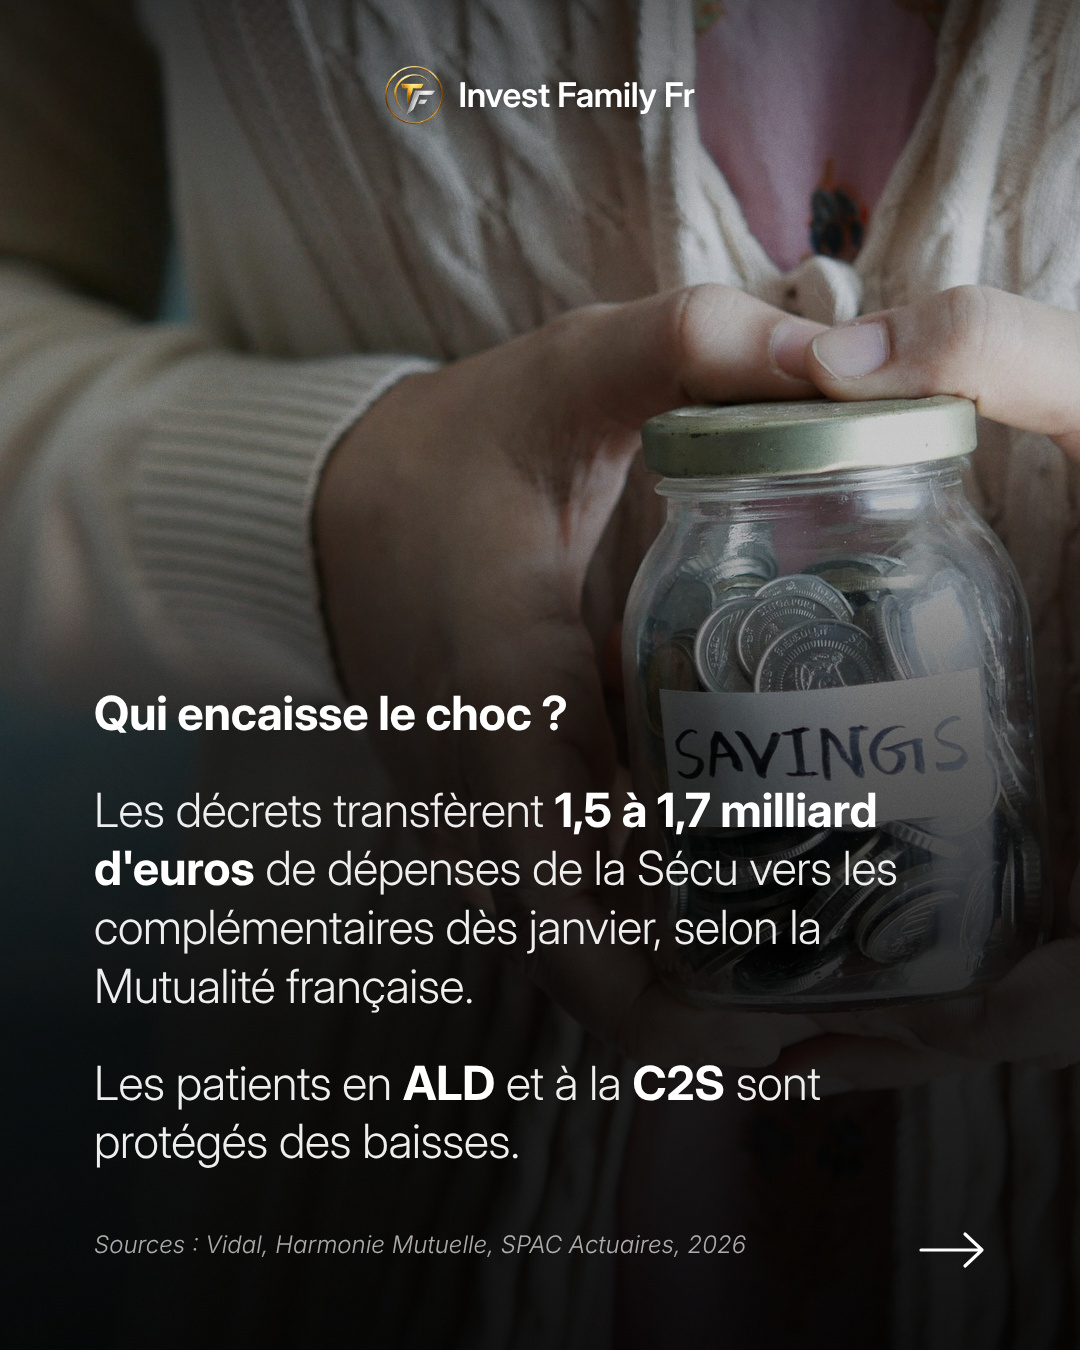 Invest Family Fr
SAVINGS
Qui encaisse le choc ?
Les décrets transfèrent 1,5 à 1,7 milliard
d'euros de dépenses de la Sécu vers les
complémentaires dès janvier, selon la
Mutualité française.
Les patients en ALD et à la C2S sont
protégés des baisses.
Sources : Vidal, Harmonie Mutuelle, SPAC Actuaires, 2026